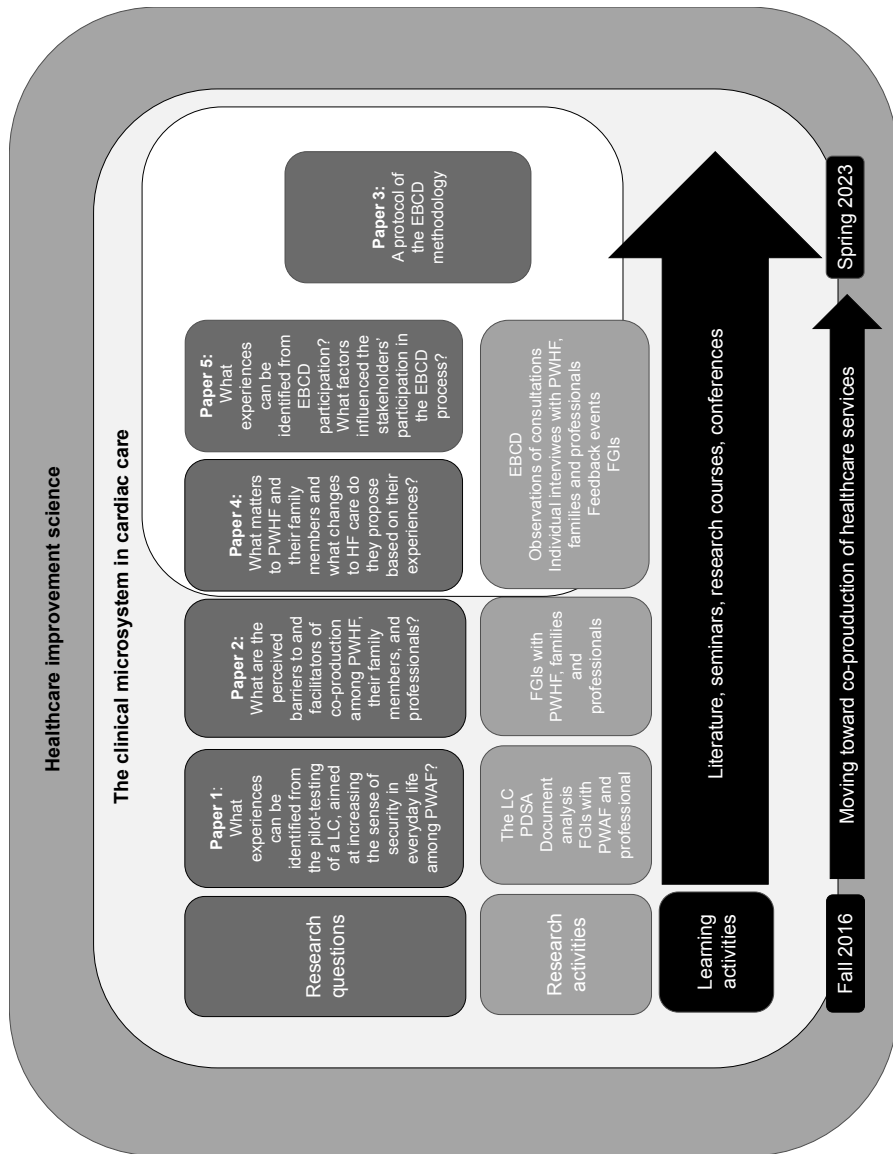 Healthcare improvement science
The clinical microsystem in cardiac care
Research
questions
Paper 1:
What
experiences
can be
identified from
the pilot-testing
of a LC, aimed
at increasing
the sense of
security in
everyday life
among PWAF?
Paper 2:
What are the
perceived
barriers to and
facilitators of
co-production
among PWHF,
their family
members, and
professionals?
Paper 4:
What matters
to PWHF and
their family
members and
what changes
to HF care do
they propose
based on their
experiences?
Paper 5:
What
experiences
can be
identified from
EBCD
participation?
What factors
influenced the
stakeholders’
participation in
the EBCD
process?
Paper 3:
A protocol of
the EBCD
methodology
Research
activities
The LC
PDSA
Document
analysis
FGIs with
PWAF and
professional
FGIs with
PWHF, families
and
professionals
EBCD
Observations of consultations
Individual interviwes with PWHF,
families and professionals
Feedback events
FGIs
Learning
activities
Literature, seminars, research courses, conferences
Fall 2016
Moving toward co-prouduction of healthcare services
Spring 2023